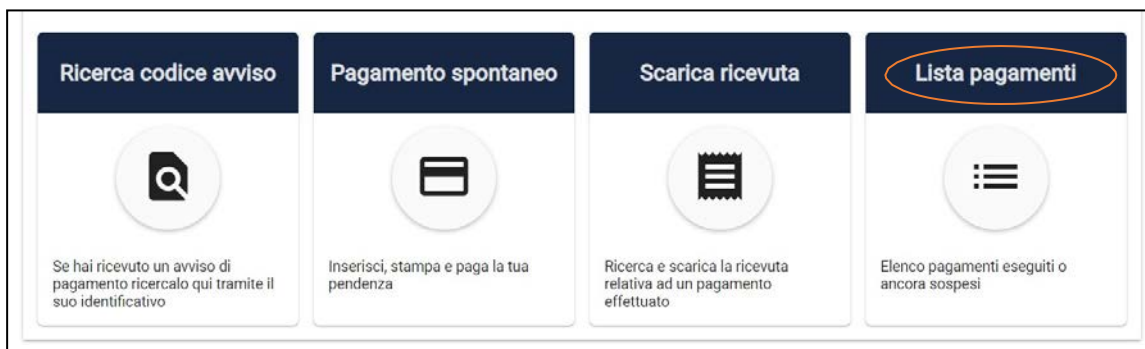 Ricerca codice avviso
Se hai ricevuto un avviso di
pagamento ricercalo qui tramite il
suo identificativo
Pagamento spontaneo
Inserisci, stampa e paga la tua
pendenza
Scarica ricevuta
Ricerca e scarica la ricevuta
relativa ad un pagamento
effettuato
Lista pagamenti
Elenco pagamenti eseguiti o
ancora sospesi